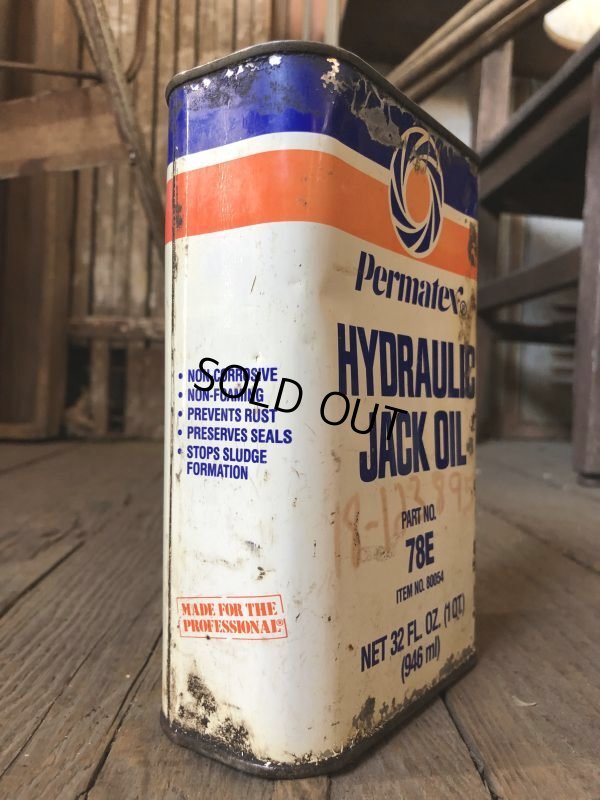 Permatex®
HYDRAULIC
JACK OIL
PART NO.
78E
ITEM NO. 80054
NET 32 FL. OZ. (1 QT.)
(946 ml)
• NON-CORROSIVE
• NON-FOAMING
• PREVENTS RUST
• PRESERVES SEALS
• STOPS SLUDGE
FORMATION
MADE FOR THE
PROFESSIONAL®
SOLD OUT